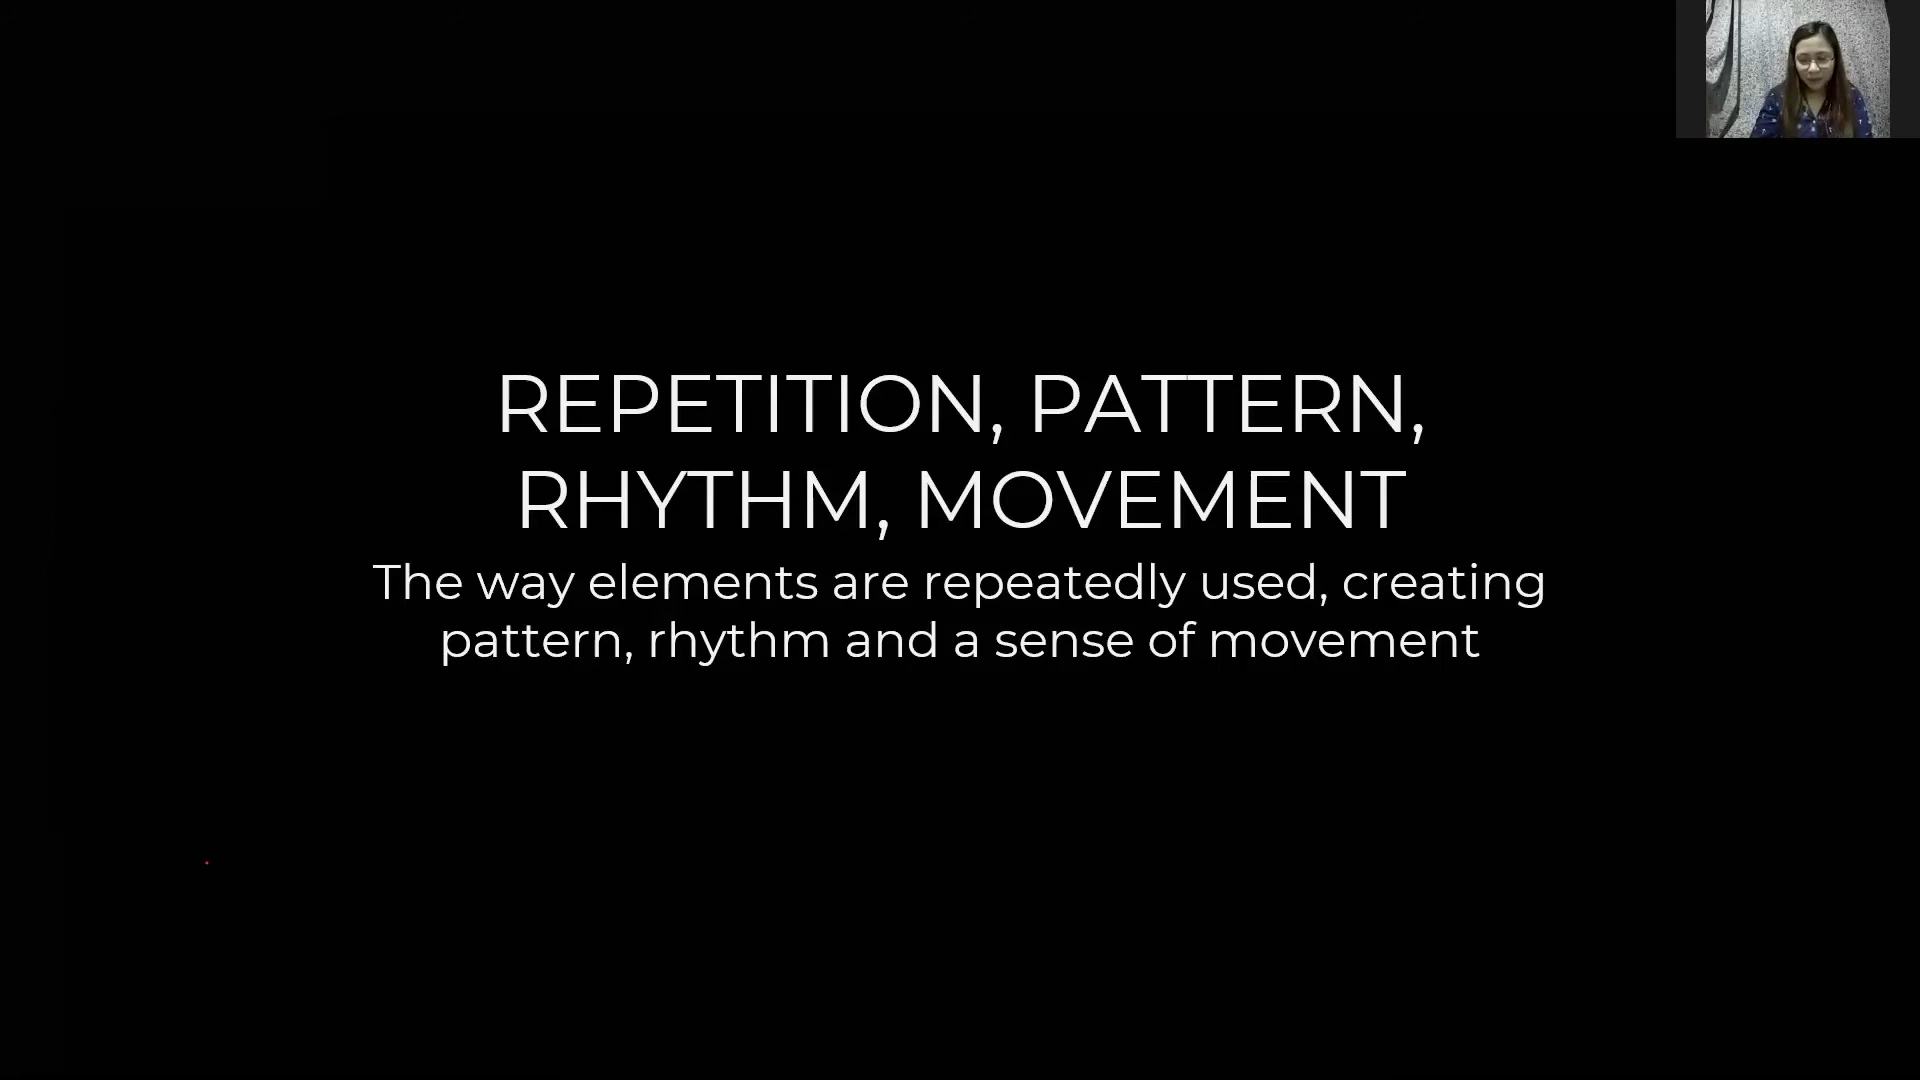 REPETITION, PATTERN,
RHYTHM, MOVEMENT
The way elements are repeatedly used, creating
pattern, rhythm and a sense of movement